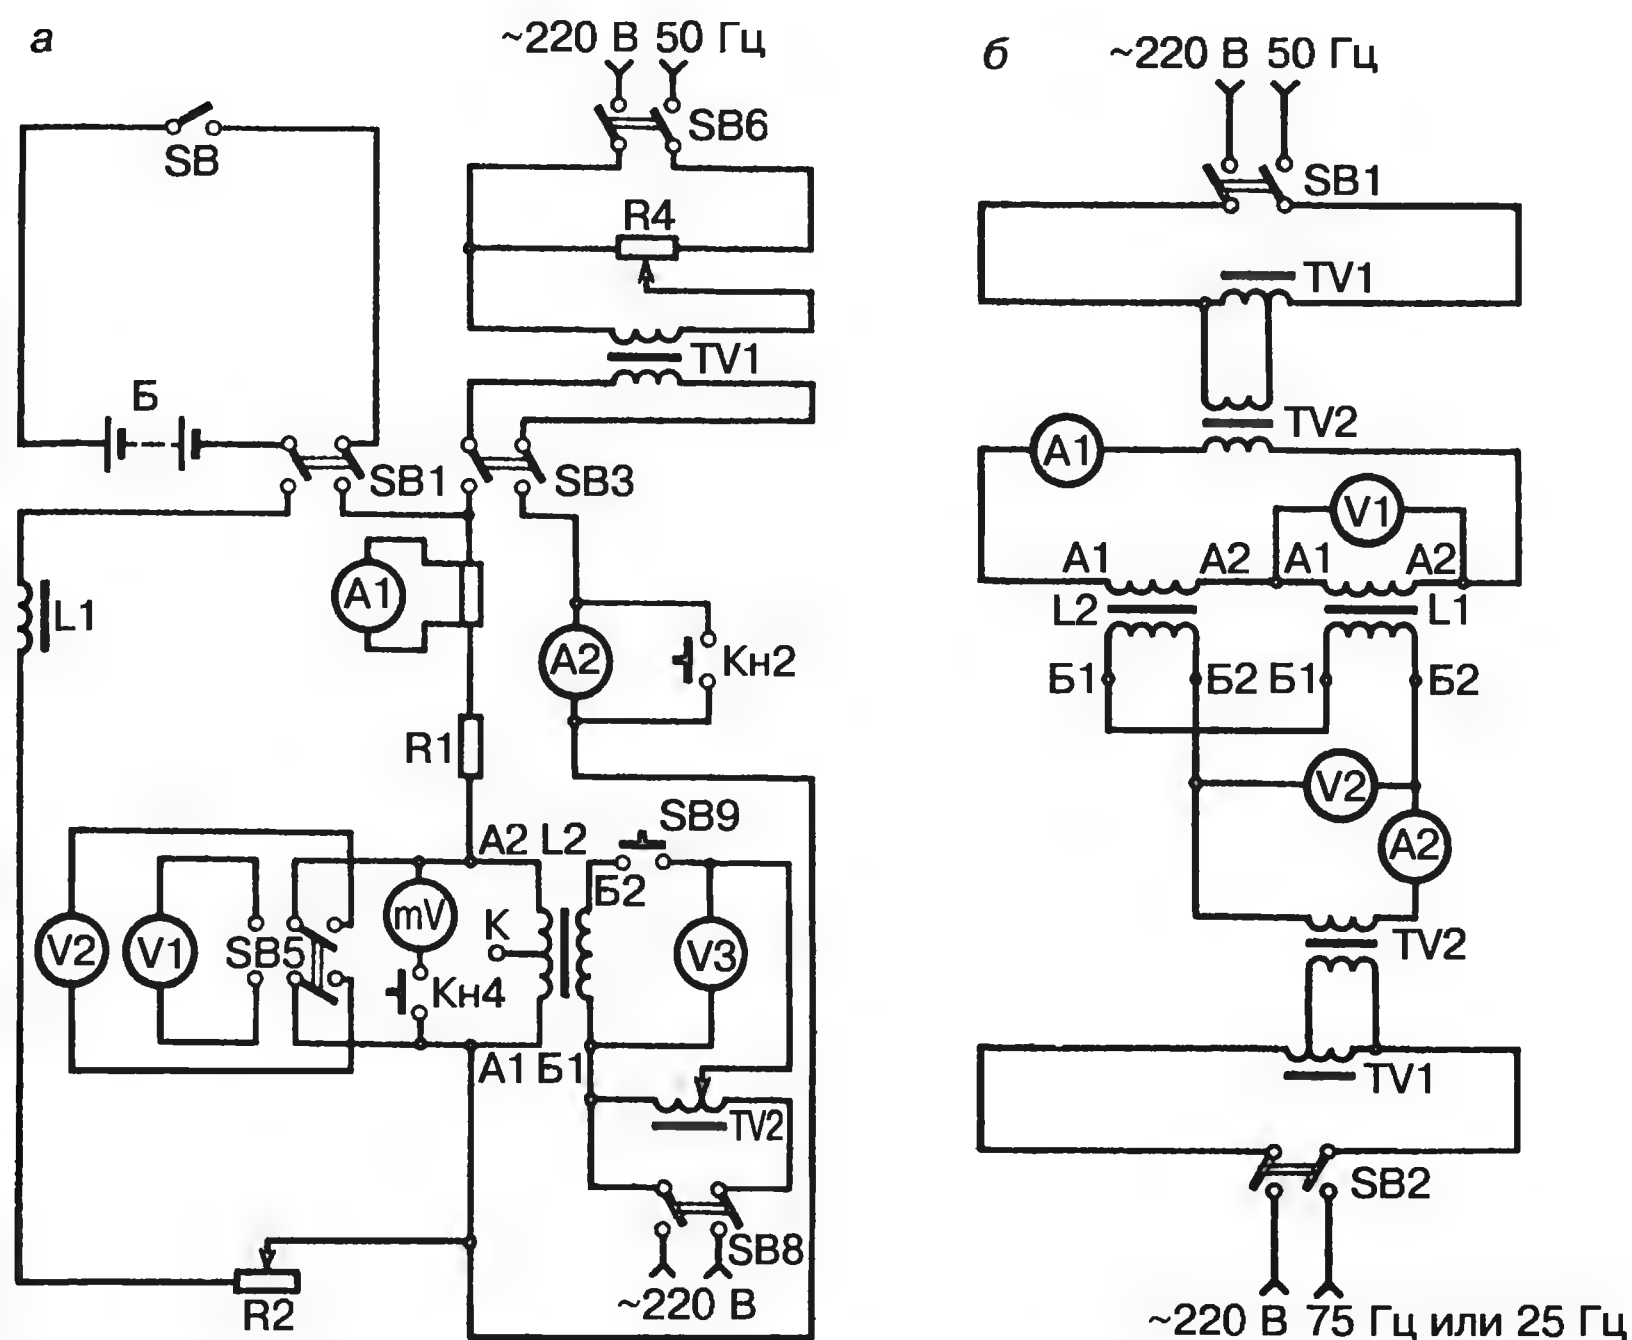 а
~220 В 50 Гц
SB6
SB
R4
TV1
Б
SB1
SB3
A1
L1
A2
Кн2
R1
SB9
A2 L2
Б2
V2
V1
SB5
mV
К
Кн4
V3
A1 Б1
TV2
SB8
R2
~220 В
б
~220 В 50 Гц
SB1
TV1
TV2
A1
V1
A1
A2
A1
A2
L2
L1
Б1
Б2
Б1
Б2
V2
A2
TV2
TV1
SB2
~220 В 75 Гц или 25 Гц